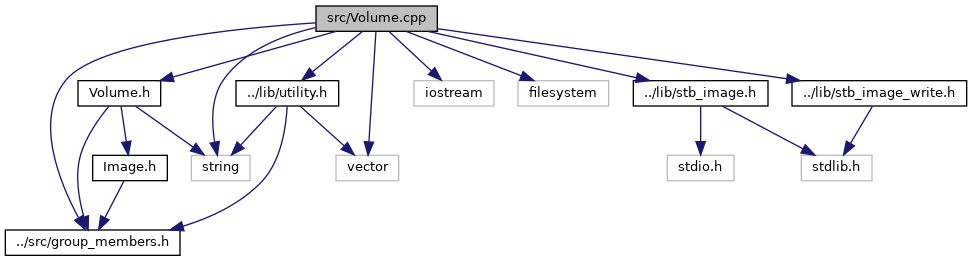 src/Volume.cpp
Volume.h
../lib/utility.h
iostream
filesystem
../lib/stb_image.h
../lib/stb_image_write.h
Image.h
string
vector
stdio.h
stdlib.h
../src/group_members.h